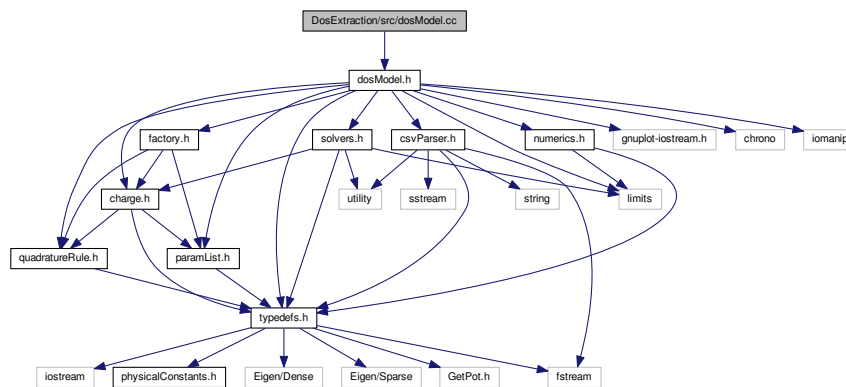 DosExtraction/src/dosModel.cc
dosModel.h
factory.h
solvers.h
csvParser.h
numerics.h
gnuplot-iostream.h
chrono
iomanip
charge.h
utility
sstream
string
limits
quadratureRule.h
paramList.h
typedefs.h
iostream
physicalConstants.h
Eigen/Dense
Eigen/Sparse
GetPot.h
fstream